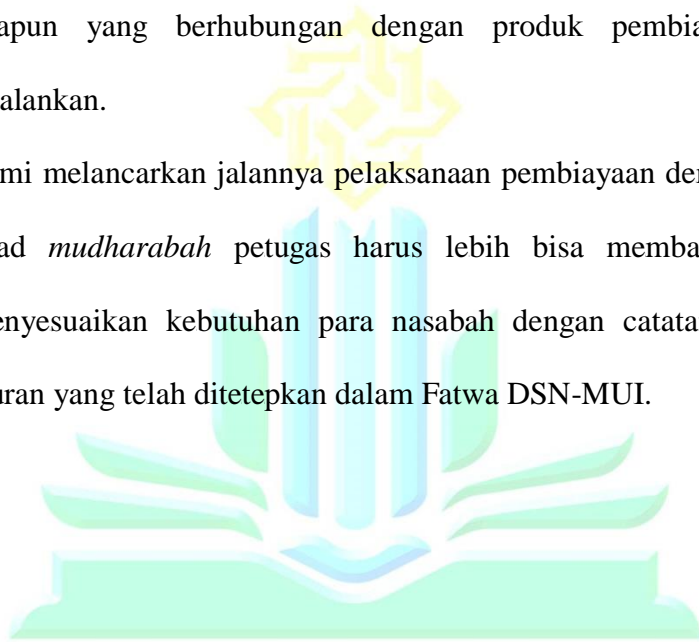 apun yang berhubungan dengan produk pembia
alankan.
mi melancarkan jalannya pelaksanaan pembiayaan de
ad mudharabah petugas harus lebih bisa memba
enyesuaikan kebutuhan para nasabah dengan catata
uran yang telah ditetepkan dalam Fatwa DSN-MUI.